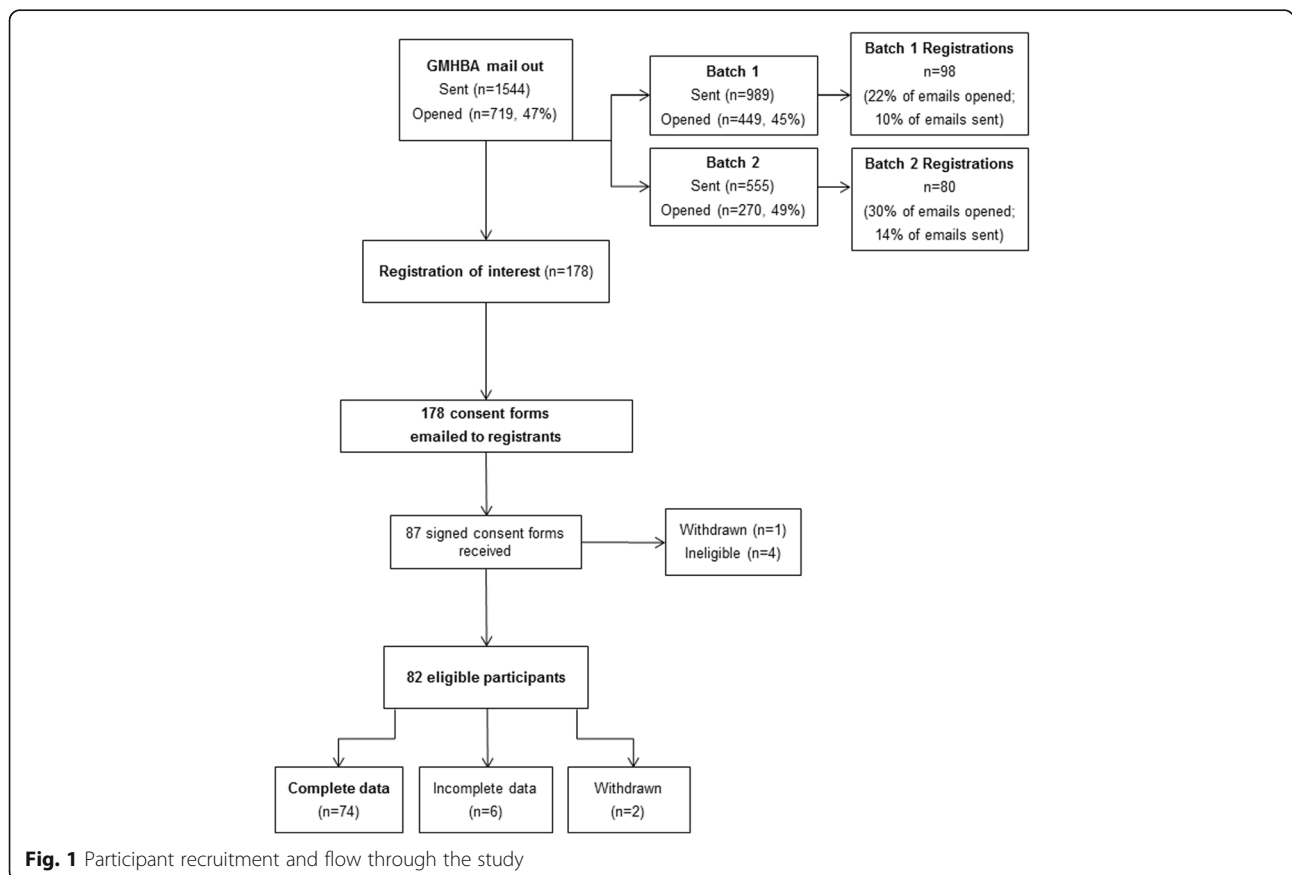 GMHBA mail out
Sent (n=1544)
Opened (n=719, 47%)
Batch 1
Sent (n=989)
Opened (n=449, 45%)
Batch 1 Registrations
n=98
(22% of emails opened;
10% of emails sent)
Batch 2
Sent (n=555)
Opened (n=270, 49%)
Batch 2 Registrations
n=80
(30% of emails opened;
14% of emails sent)
Registration of interest (n=178)
178 consent forms
emailed to registrants
87 signed consent forms
received
Withdrawn (n=1)
Ineligible (n=4)
82 eligible participants
Complete data
(n=74)
Incomplete data
(n=6)
Withdrawn
(n=2)
Fig. 1 Participant recruitment and flow through the study